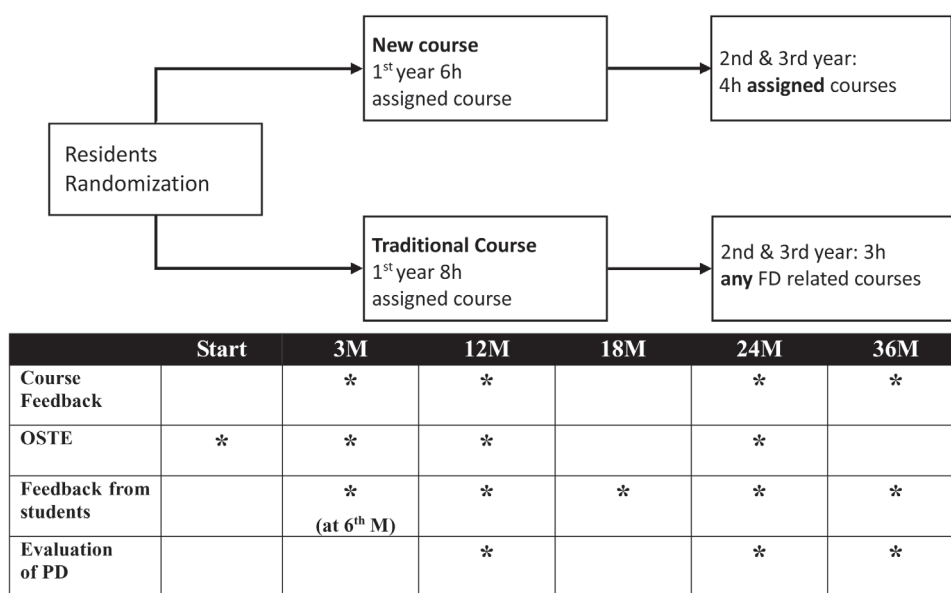 New course
1st year 6h
assigned course
2nd & 3rd year:
4h assigned courses
Residents
Randomization
Traditional Course
1st year 8h
assigned course
2nd & 3rd year: 3h
any FD related courses
Start 3M 12M 18M 24M 36M
Course
Feedback * * * *
OSTE * * * *
Feedback from
students * * * * *
(at 6th M)
Evaluation
of PD * * *